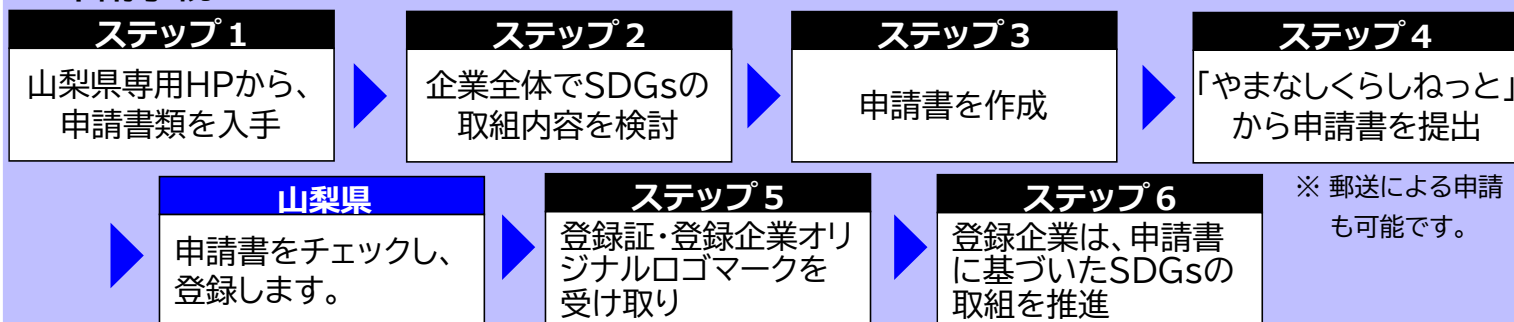 ステップ１
山梨県専用HPから、
申請書類を入手
ステップ２
企業全体でSDGsの
取組内容を検討
ステップ３
申請書を作成
ステップ４
「やまなしくらしねっと」
から申請書を提出
※ 郵送による申請
も可能です。
山梨県
申請書をチェックし、
登録します。
ステップ５
登録証・登録企業オリ
ジナルロゴマークを
受け取り
ステップ６
登録企業は、申請書
に基づいたSDGsの
取組を推進